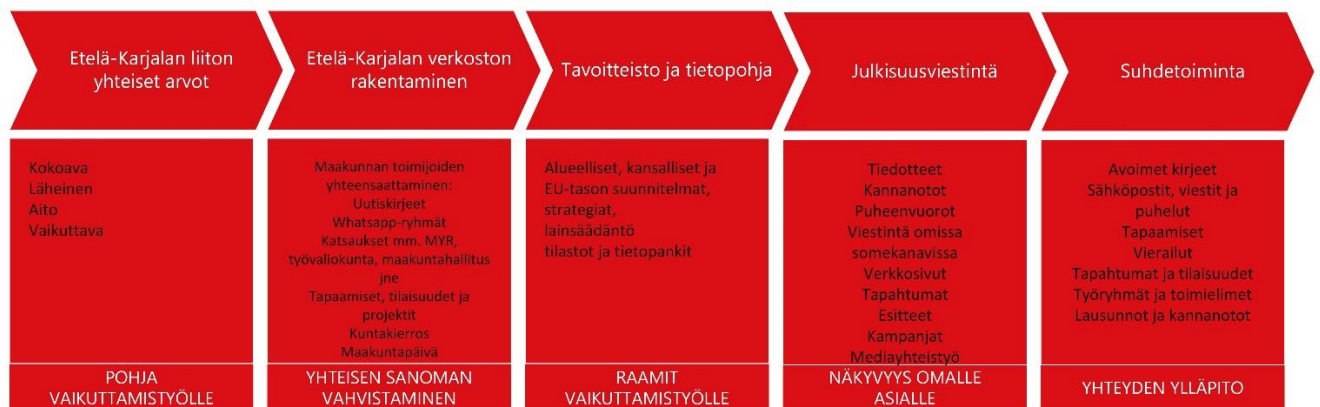 Etelä-Karjalan liiton
yhteiset arvot
Etelä-Karjalan verkoston
rakentaminen
Tavoitteisto ja tietopohja
Julkisuusviestintä
Suhdetoiminta
Kokoava
Läheinen
Aito
Vaikuttava
Maakunnan toimijoiden
yhteensaattaminen:
Uutiskirjeet
Whatsapp-ryhmät
Katsaukset mm. MYR,
työvaliokunta, maakuntahallitus
jne
Tapaamiset, tilaisuudet ja
projektit
Kuntakierros
Maakuntapäivä
Alueelliset, kansalliset ja
EU-tason suunnitelmat,
strategiat,
lainsäädäntö
tilastot ja tietopankit
Tiedotteet
Kannanotot
Puheenvuorot
Viestintä omissa
somekanavissa
Verkkosivut
Tapahtumat
Esitteet
Kampanjat
Mediayhteistyö
Avoimet kirjeet
Sähköpostit, viestit ja
puhelut
Tapaamiset
Vierailut
Tapahtumat ja tilaisuudet
Työryhmät ja toimielimet
Lausunnot ja kannanotot
POHJA
VAIKUTTAMISTYÖLLE
YHTEISEN SANOMAN
VAHVISTAMINEN
RAAMIT
VAIKUTTAMISTYÖLLE
NÄKYVYYS OMALLE
ASIALLE
YHTEYDEN YLLÄPITO